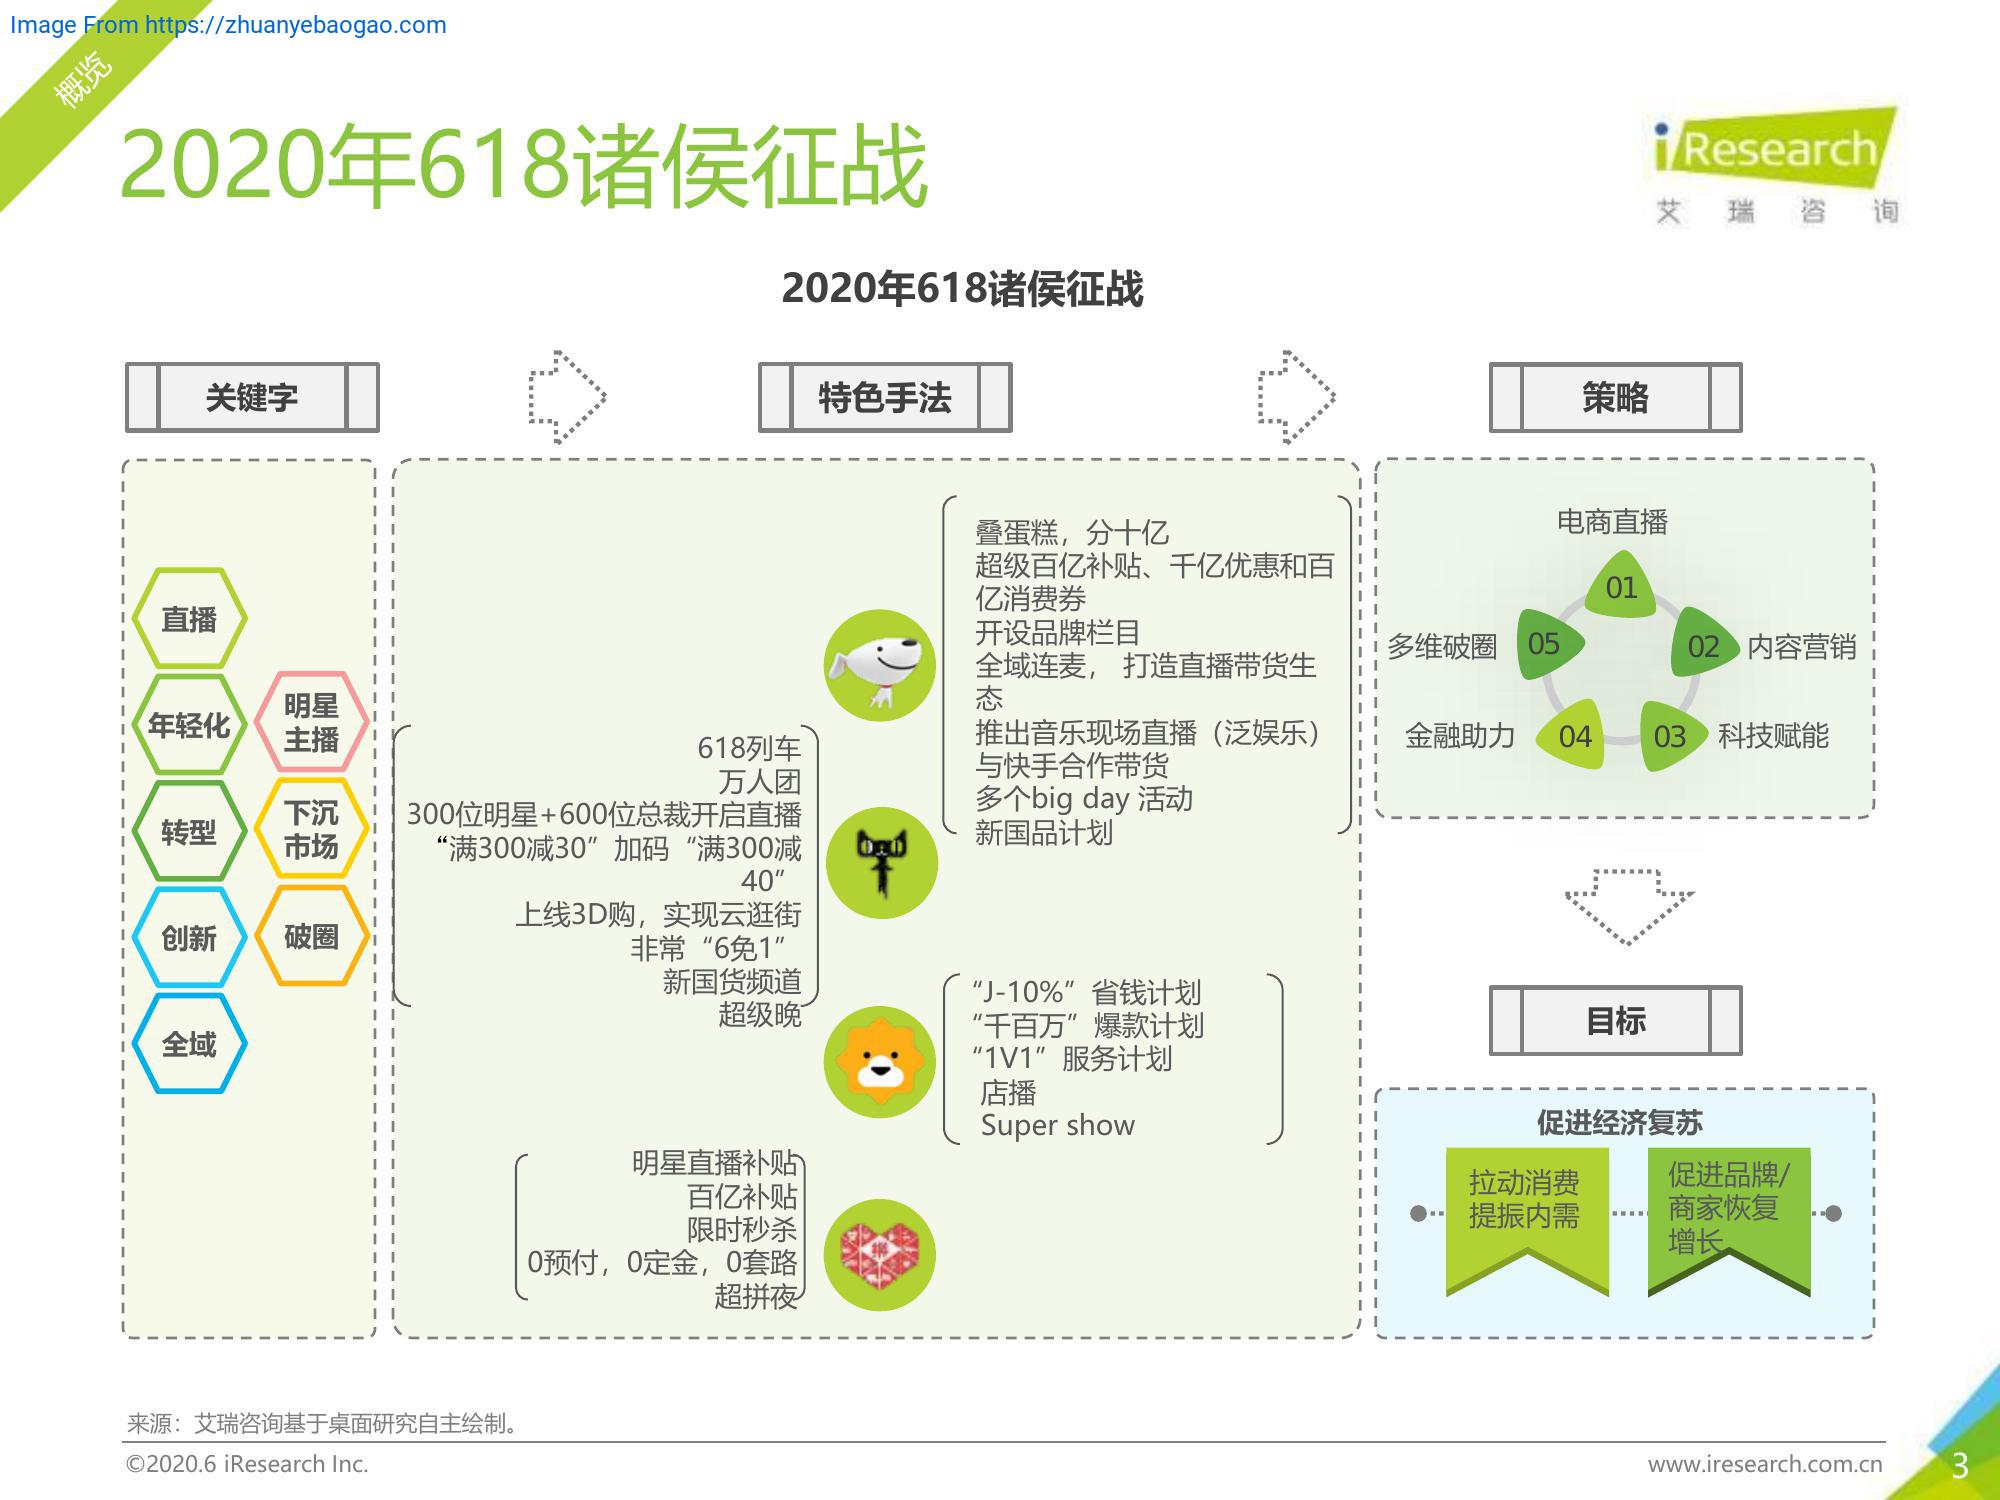 Image From https://zhuanyebaogao.com
概览
2020年618诸侯征战
iResearch
艾瑞咨询
2020年618诸侯征战
关键字
特色手法
策略
直播
年轻化
转型
创新
全域
明星
主播
下沉
市场
破圈
618列车
万人团
300位明星+600位总裁开启直播
“满300减30”加码“满300减
40”
上线3D购，实现云逛街
非常“6免1”
新国货频道
超级晚
叠蛋糕，分十亿
超级百亿补贴、千亿优惠和百
亿消费券
开设品牌栏目
全域连麦， 打造直播带货生
态
推出音乐现场直播（泛娱乐）
与快手合作带货
多个big day 活动
新国品计划
“J-10%”省钱计划
“千百万”爆款计划
“1V1”服务计划
店播
Super show
明星直播补贴
百亿补贴
限时秒杀
0预付，0定金，0套路
超拼夜
拼
电商直播
01
02 内容营销
03 科技赋能
金融助力 04
多维破圈 05
目标
促进经济复苏
拉动消费
提振内需
促进品牌/
商家恢复
增长
来源：艾瑞咨询基于桌面研究自主绘制。
©2020.6 iResearch Inc.
www.iresearch.com.cn
3